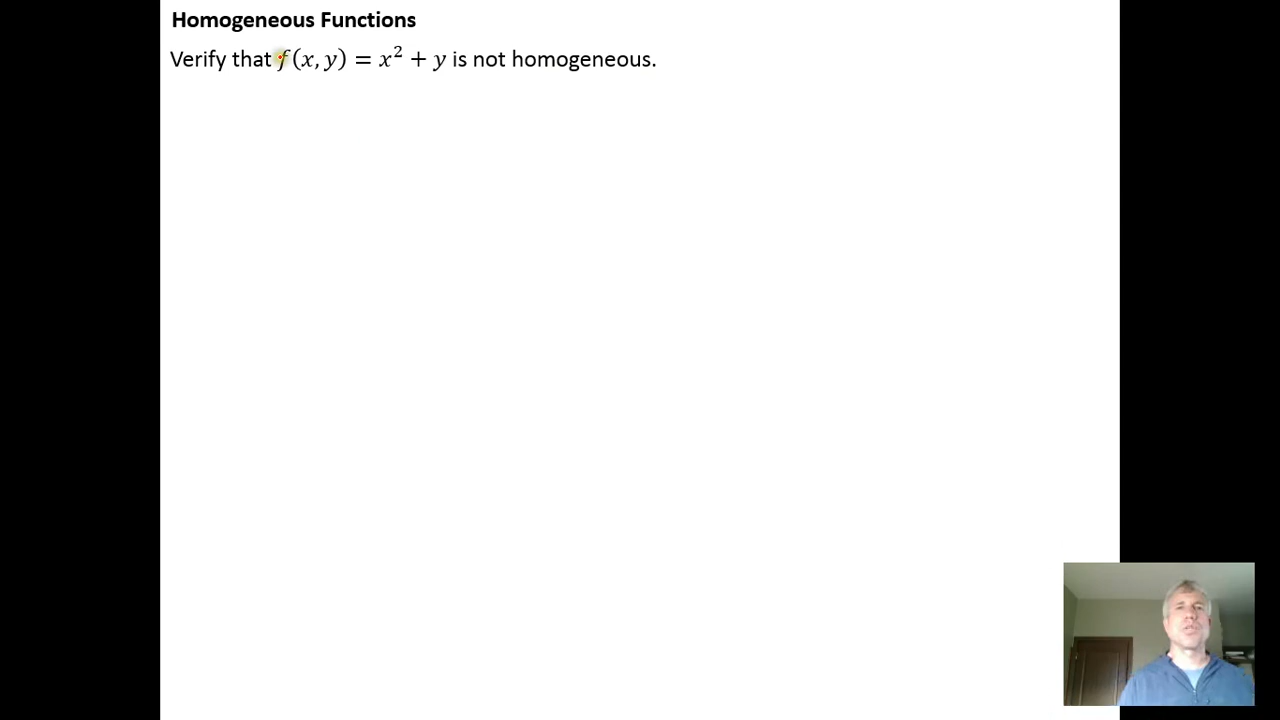 Homogeneous Functions
Verify that f(x, y) = x² + y is not homogeneous.